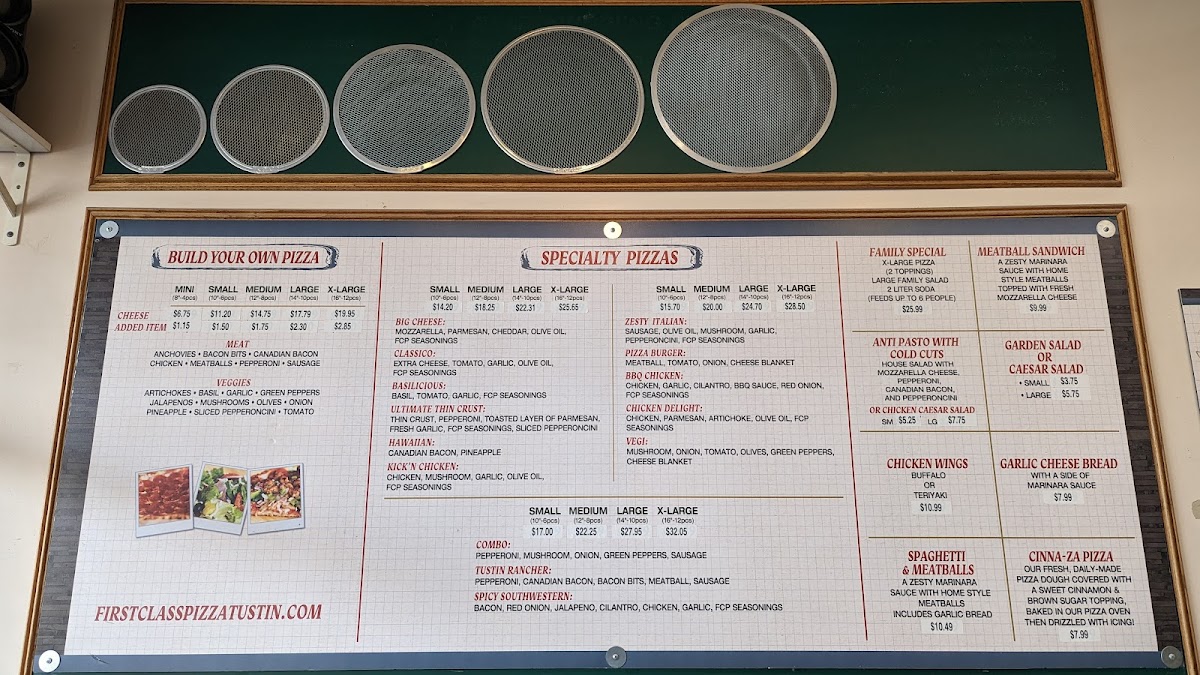 BUILD YOUR OWN PIZZA
MINI SMALL MEDIUM LARGE X-LARGE
(8"-4pcs) (10"-6pcs) (12"-8pcs) (14"-10pcs) (16"-12pcs)
CHEESE $6.75 $11.20 $14.75 $17.79 $19.95
ADDED ITEM $1.15 $1.50 $1.75 $2.30 $2.85
MEAT
ANCHOVIES • BACON BITS • CANADIAN BACON
CHICKEN • MEATBALLS • PEPPERONI • SAUSAGE
VEGGIES
ARTICHOKES • BASIL • GARLIC • GREEN PEPPERS
JALAPENOS • MUSHROOMS • OLIVES • ONION
PINEAPPLE • SLICED PEPPERONCINI • TOMATO
FIRSTCLASSPIZZATUSTIN.COM
SPECIALTY PIZZAS
SMALL MEDIUM LARGE X-LARGE
(10"-6pcs) (12"-8pcs) (14"-10pcs) (16"-12pcs)
$14.20 $18.25 $22.31 $25.65
BIG CHEESE:
MOZZARELLA, PARMESAN, CHEDDAR, OLIVE OIL,
FCP SEASONINGS
CLASSICO:
EXTRA CHEESE, TOMATO, GARLIC, OLIVE OIL,
FCP SEASONINGS
BASILICIOUS:
BASIL, TOMATO, GARLIC, FCP SEASONINGS
ULTIMATE THIN CRUST:
THIN CRUST, PEPPERONI, TOASTED LAYER OF PARMESAN,
FRESH GARLIC, FCP SEASONINGS, SLICED PEPPERONCINI
HAWAIIAN:
CANADIAN BACON, PINEAPPLE
KICK'N CHICKEN:
CHICKEN, MUSHROOM, GARLIC, OLIVE OIL,
FCP SEASONINGS
SMALL MEDIUM LARGE X-LARGE
(10"-6pcs) (12"-8pcs) (14"-10pcs) (16"-12pcs)
$15.70 $20.00 $24.70 $28.50
ZESTY ITALIAN:
SAUSAGE, OLIVE OIL, MUSHROOM, GARLIC,
PEPPERONCINI, FCP SEASONINGS
PIZZA BURGER:
MEATBALL, TOMATO, ONION, CHEESE BLANKET
BBQ CHICKEN:
CHICKEN, GARLIC, CILANTRO, BBQ SAUCE, RED ONION,
FCP SEASONINGS
CHICKEN DELIGHT:
CHICKEN, PARMESAN, ARTICHOKE, OLIVE OIL, FCP
SEASONINGS
VEGI:
MUSHROOM, ONION, TOMATO, OLIVES, GREEN PEPPERS,
CHEESE BLANKET
SMALL MEDIUM LARGE X-LARGE
(10"-6pcs) (12"-8pcs) (14"-10pcs) (16"-12pcs)
$17.00 $22.25 $27.95 $32.05
COMBO:
PEPPERONI, MUSHROOM, ONION, GREEN PEPPERS, SAUSAGE
TUSTIN RANCHER:
PEPPERONI, CANADIAN BACON, BACON BITS, MEATBALL, SAUSAGE
SPICY SOUTHWESTERN:
BACON, RED ONION, JALAPENO, CILANTRO, CHICKEN, GARLIC, FCP SEASONINGS
FAMILY SPECIAL
X-LARGE PIZZA
(2 TOPPINGS)
LARGE FAMILY SALAD
2 LITER SODA
(FEEDS UP TO 6 PEOPLE)
$25.99
MEATBALL SANDWICH
A ZESTY MARINARA
SAUCE WITH HOME
STYLE MEATBALLS
TOPPED WITH FRESH
MOZZARELLA CHEESE
$9.99
ANTI PASTO WITH
COLD CUTS
HOUSE SALAD WITH
MOZZARELLA CHEESE,
PEPPERONI,
CANADIAN BACON,
AND PEPPERONCINI
OR CHICKEN CAESAR SALAD
SM $5.25 LG $7.75
GARDEN SALAD
OR
CAESAR SALAD
• SMALL $3.75
• LARGE $5.75
CHICKEN WINGS
BUFFALO
OR
TERIYAKI
$10.99
GARLIC CHEESE BREAD
WITH A SIDE OF
MARINARA SAUCE
$7.99
SPAGHETTI
& MEATBALLS
A ZESTY MARINARA
SAUCE WITH HOME STYLE
MEATBALLS
INCLUDES GARLIC BREAD
$10.49
CINNA-ZA PIZZA
OUR FRESH, DAILY-MADE
PIZZA DOUGH COVERED WITH
A SWEET CINNAMON &
BROWN SUGAR TOPPING,
BAKED IN OUR PIZZA OVEN
THEN DRIZZLED WITH ICING!
$7.99